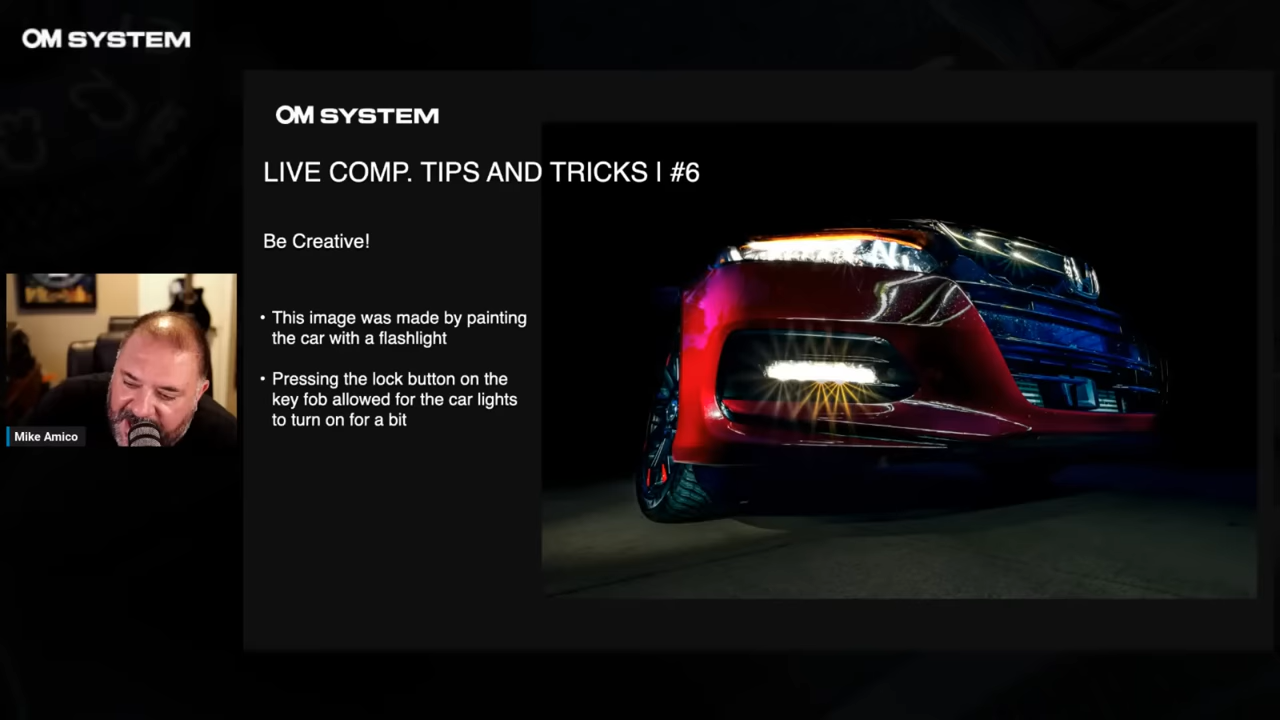 OM SYSTEM
OM SYSTEM
LIVE COMP. TIPS AND TRICKS | #6
Be Creative!
• This image was made by painting
the car with a flashlight
• Pressing the lock button on the
key fob allowed for the car lights
to turn on for a bit
Mike Amico